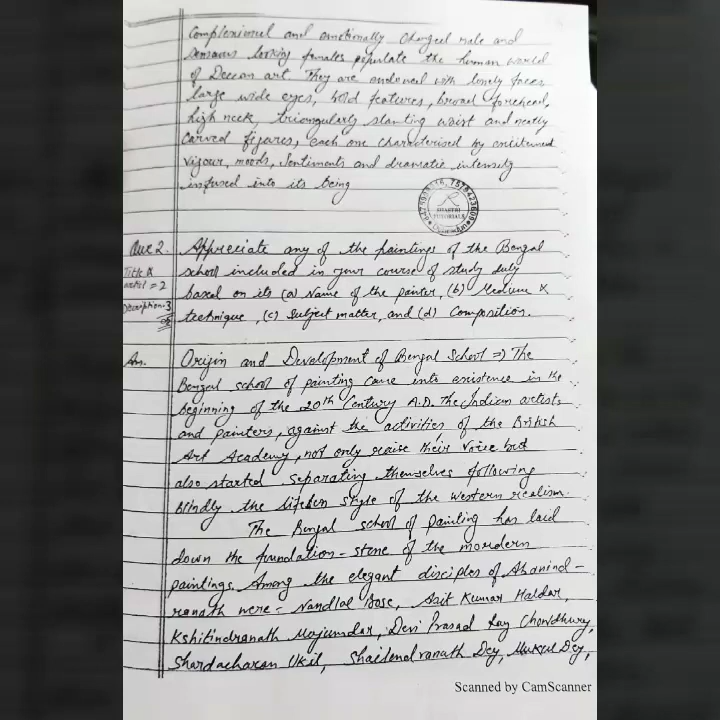 Complexioned and emotionally charged male and
sensuous looking females populate the human world
of Deccan art. They are endowed with lovely faces
large wide eyes, bold features, broad forehead,
high neck, triangularly slanting waist and neatly
carved figures, each one characterised by
vigour, moods, sentiments and dramatic intensity
infused into its being
TUTORIALS
Que 2. Appreciate any of the paintings of the Bengal
Title &
artist = 2
school included in your course of study duly
based on its (a) Name of the painter, (b) Medium &
Description-3
technique, (c) Subject matter, and (d) Composition.
Ans. Origin and Development of Bengal School => The
Bengal school of painting came into existence in the
beginning of the 20th Century A.D. The Indian artists
and painters, against the activities of the British
Art Academy, not only raise their voice but
also started separating themselves following
blindly the lifeless style of the western realism.
The Bengal school of painting has laid
down the foundation-stone of the mordern
paintings. Among the elegant disciples of Abanind-
ranath were - Nandlal Bose, Asit Kumar Haldar,
Kshitindranath Mojumdar, Devi Prasad Ray Chowdhury,
Shardacharan Ukil, Shailendranath Dey, Mukul Dey,
Scanned by CamScanner